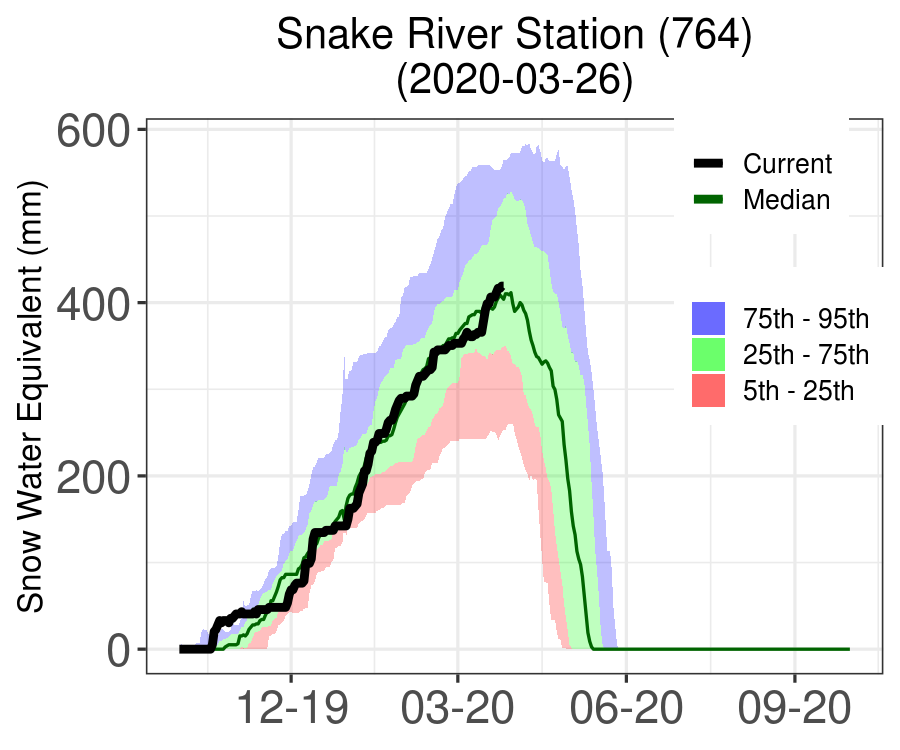 Snake River Station (764)
(2020-03-26)
Snow Water Equivalent (mm)
600
400
200
0
12-19
03-20
06-20
09-20
Current
Median
75th - 95th
25th - 75th
5th - 25th